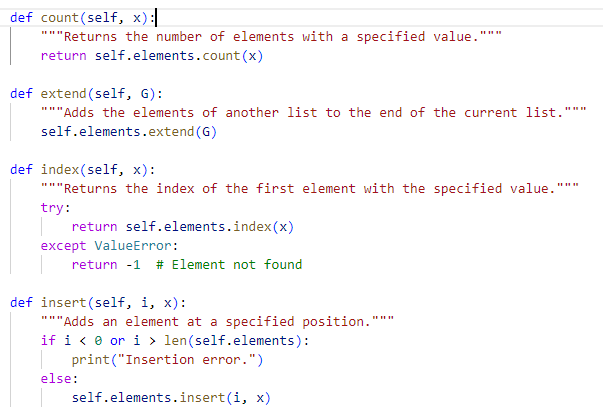 def count(self, x):
    """Returns the number of elements with a specified value."""
    return self.elements.count(x)

def extend(self, G):
    """Adds the elements of another list to the end of the current list."""
    self.elements.extend(G)

def index(self, x):
    """Returns the index of the first element with the specified value."""
    try:
        return self.elements.index(x)
    except ValueError:
        return -1  # Element not found

def insert(self, i, x):
    """Adds an element at a specified position."""
    if i < 0 or i > len(self.elements):
        print("Insertion error.")
    else:
        self.elements.insert(i, x)